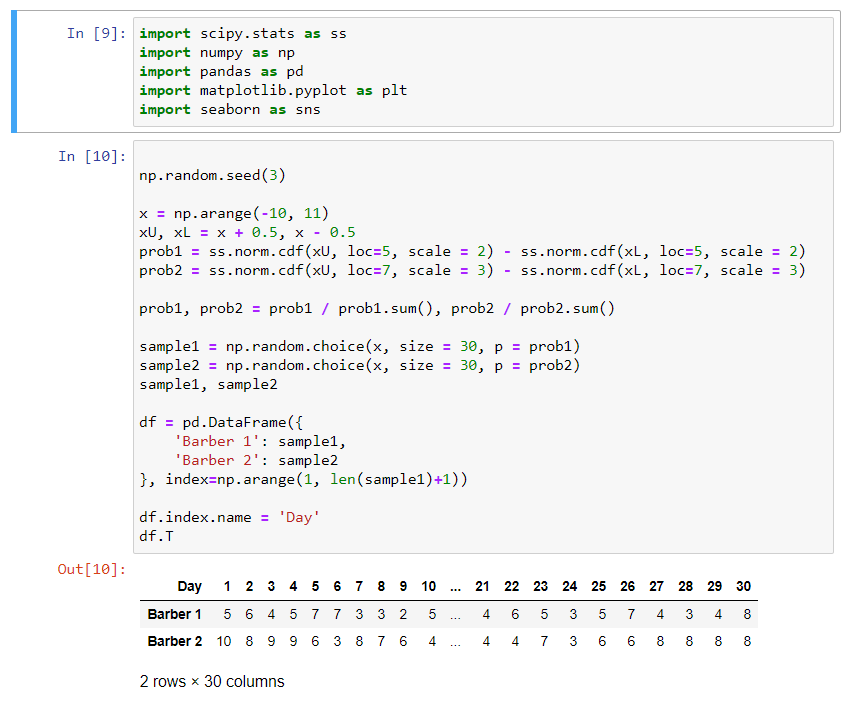 In [9]: import scipy.stats as ss
import numpy as np
import pandas as pd
import matplotlib.pyplot as plt
import seaborn as sns
In [10]:
np.random.seed(3)
x = np.arange(-10, 11)
xU, xL = x + 0.5, x - 0.5
prob1 = ss.norm.cdf(xU, loc=5, scale = 2) - ss.norm.cdf(xL, loc=5, scale = 2)
prob2 = ss.norm.cdf(xU, loc=7, scale = 3) - ss.norm.cdf(xL, loc=7, scale = 3)
prob1, prob2 = prob1 / prob1.sum(), prob2 / prob2.sum()
sample1 = np.random.choice(x, size = 30, p = prob1)
sample2 = np.random.choice(x, size = 30, p = prob2)
sample1, sample2
df = pd.DataFrame({
    'Barber 1': sample1,
    'Barber 2': sample2
}, index=np.arange(1, len(sample1)+1))
df.index.name = 'Day'
df.T
Out[10]:
Day 1 2 3 4 5 6 7 8 9 10 ... 21 22 23 24 25 26 27 28 29 30
Barber 1 5 6 4 5 7 7 3 3 2 5 ... 4 6 5 3 5 7 4 3 4 8
Barber 2 10 8 9 9 6 3 8 7 6 4 ... 4 4 7 3 6 6 8 8 8 8
2 rows × 30 columns